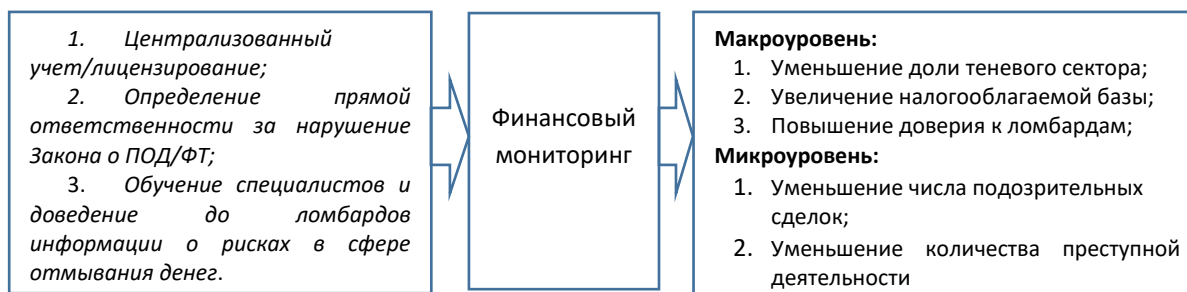 1. Централизованный
учет/лицензирование;
2. Определение прямой
ответственности за нарушение
Закона о ПОД/ФТ;
3. Обучение специалистов и
доведение до ломбардов
информации о рисках в сфере
отмывания денег.
Финансовый
мониторинг
Макроуровень:
1. Уменьшение доли теневого сектора;
2. Увеличение налогооблагаемой базы;
3. Повышение доверия к ломбардам;
Микроуровень:
1. Уменьшение числа подозрительных
сделок;
2. Уменьшение количества преступной
деятельности